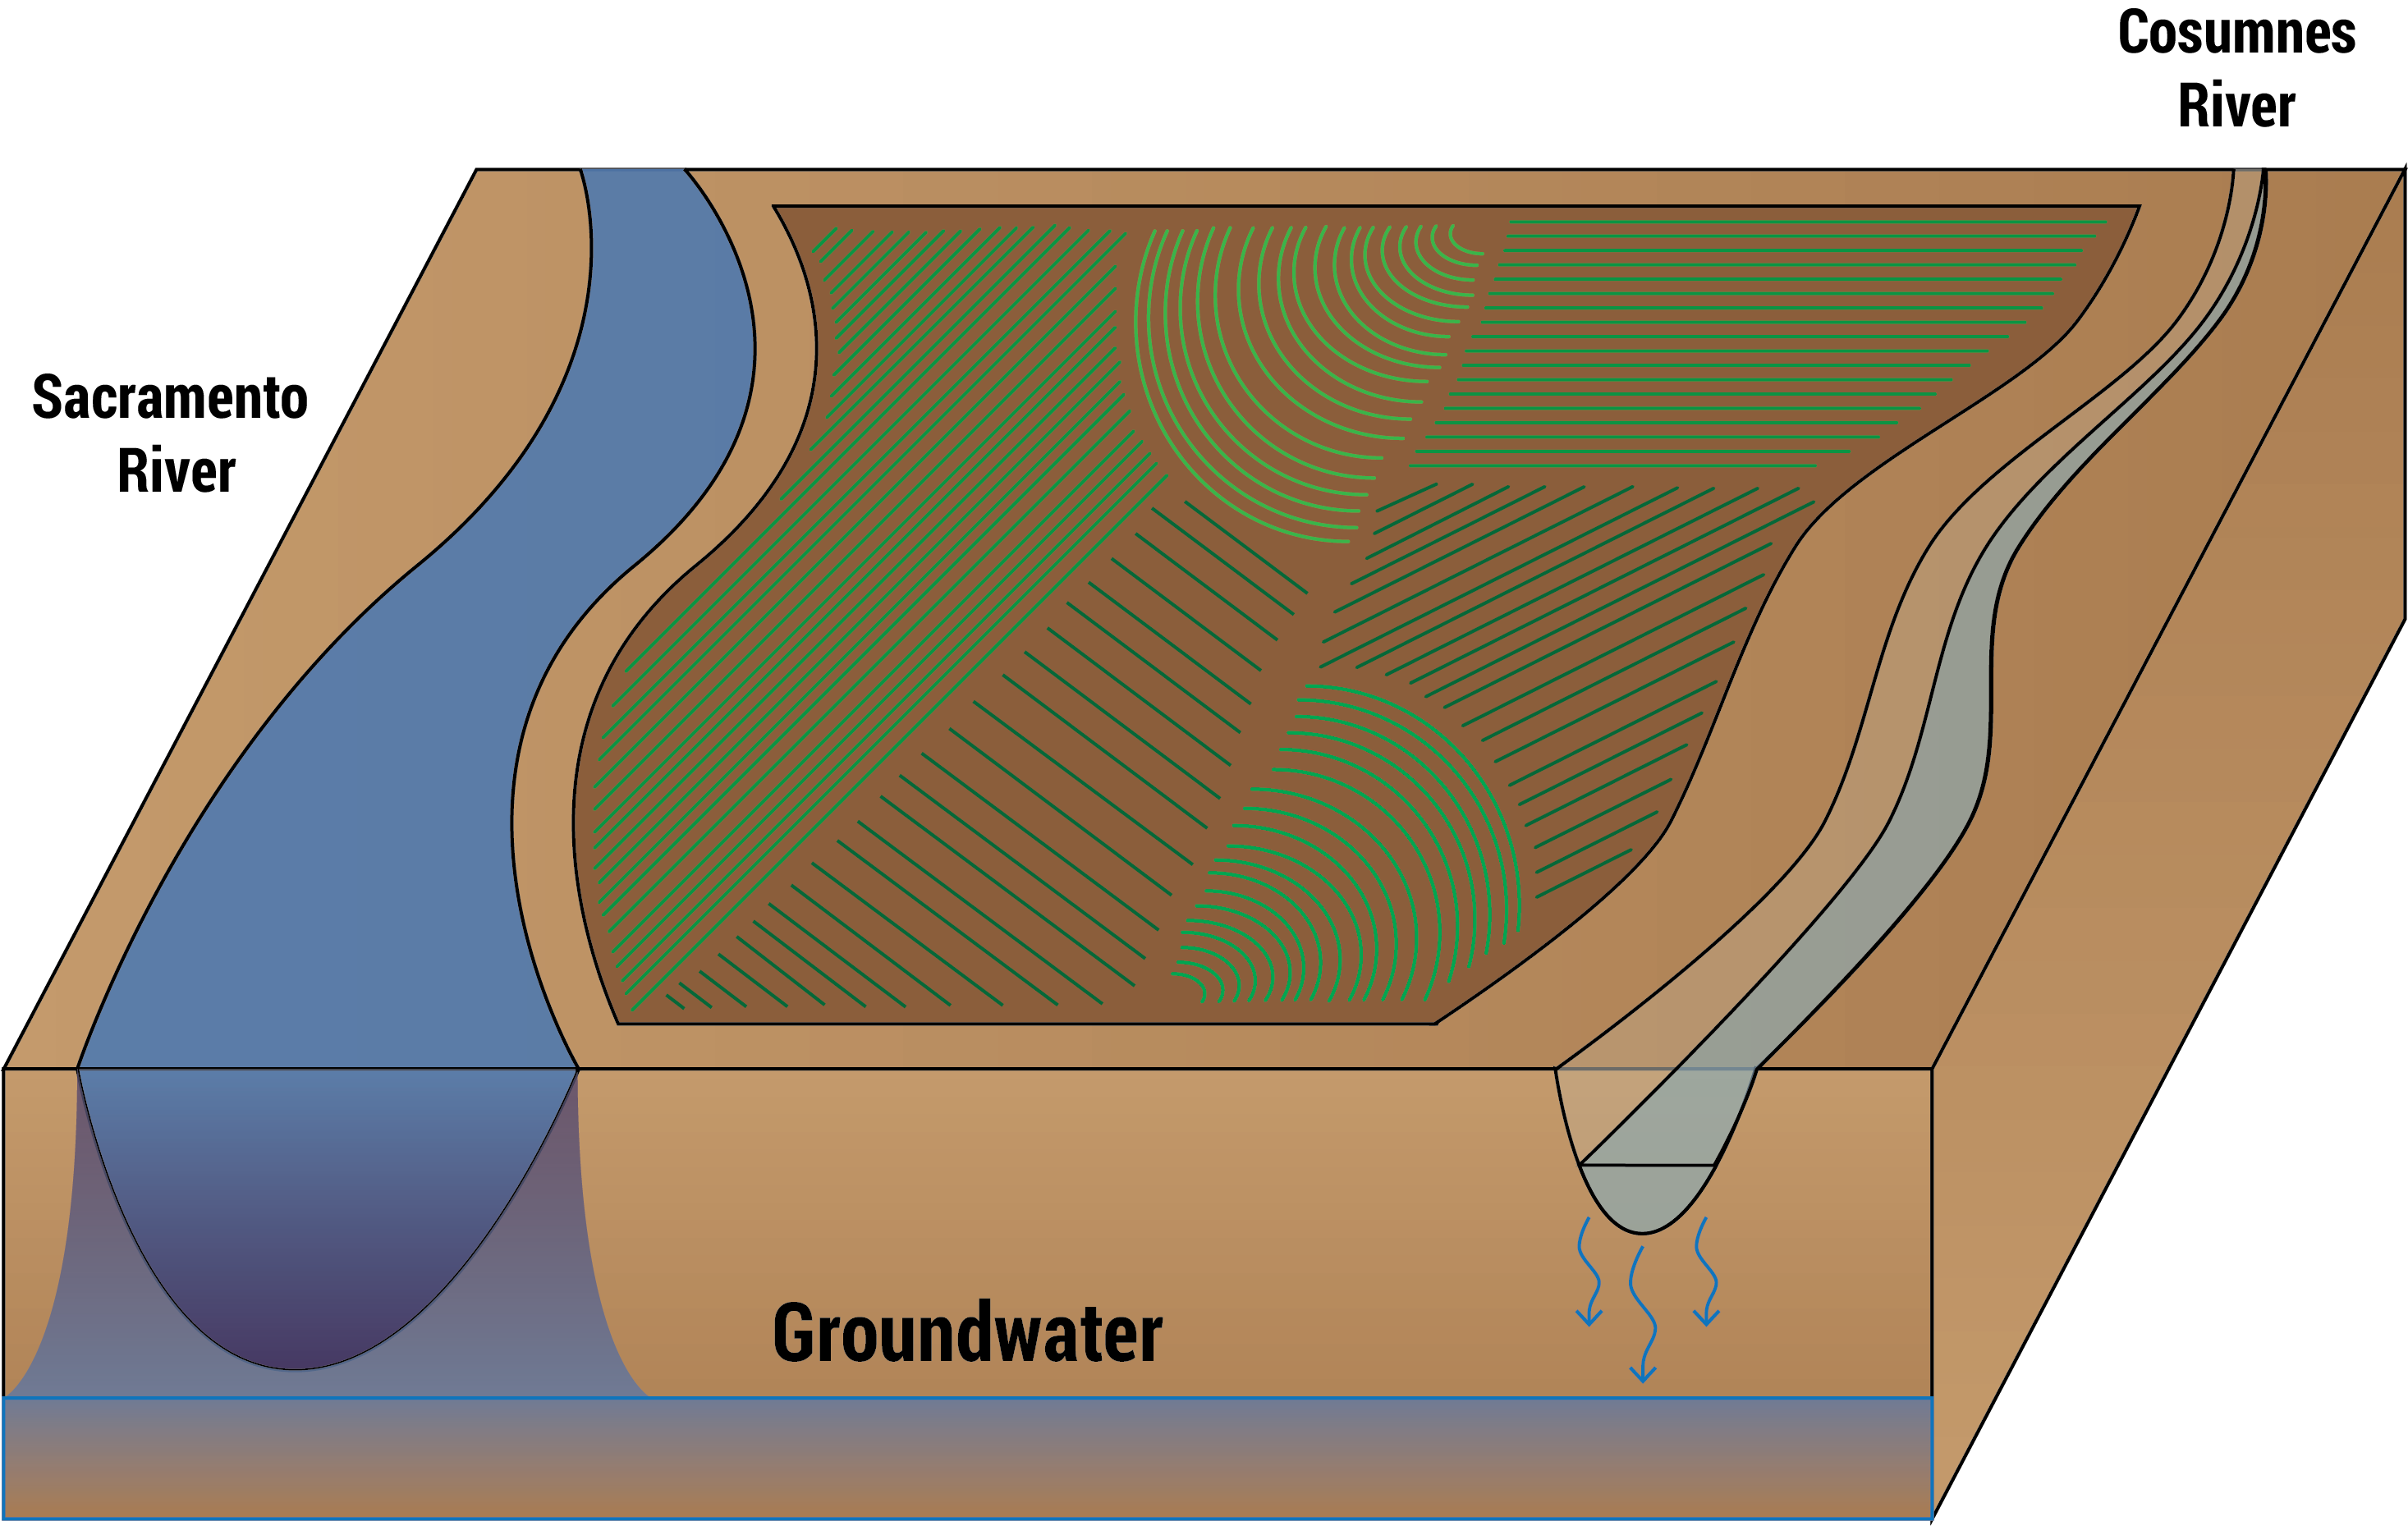 Cosumnes
River
Sacramento
River
Groundwater